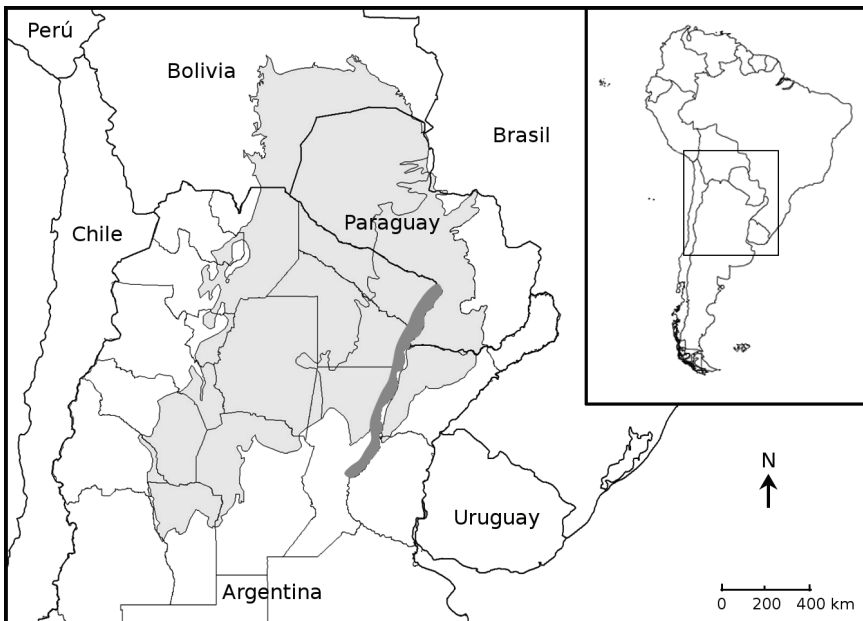 Perú
Bolivia
Brasil
Paraguay
Chile
N
Uruguay
Argentina
0 200 400 km